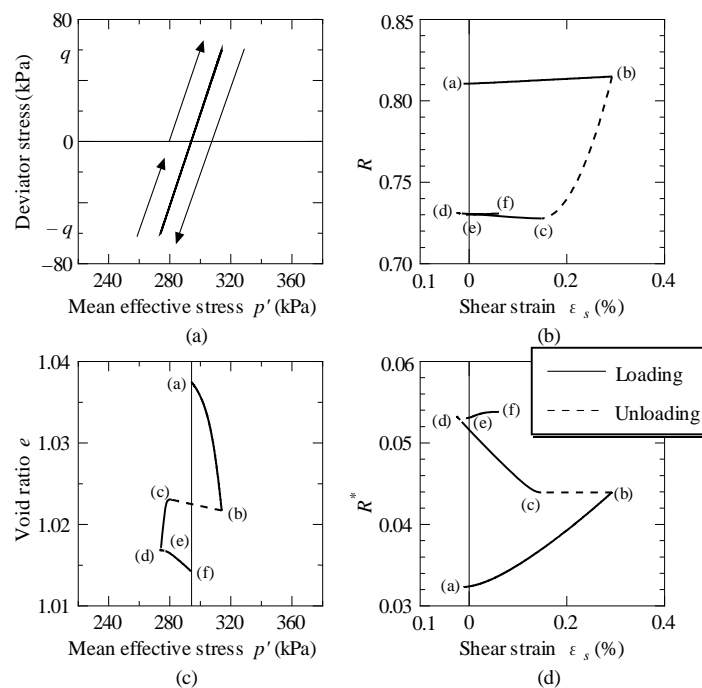 80
q
0
−q
−80
Deviator stress(kPa)
240 280 320 360
Mean effective stress p′(kPa)
(a)
0.85
0.80
0.75
0.70
R
(a)
(b)
(d)
(f)
(e)
(c)
0.1 0 0.2 0.4
Shear strain ε s (%)
(b)
1.04
1.03
1.02
1.01
Void ratio e
(a)
(c)
(b)
(e)
(d)
(f)
240 280 320 360
Mean effective stress p′(kPa)
(c)
0.06
0.05
0.04
0.03
R*
Loading
Unloading
(f)
(d)
(e)
(c)
(b)
(a)
0.1 0 0.2 0.4
Shear strain ε s (%)
(d)